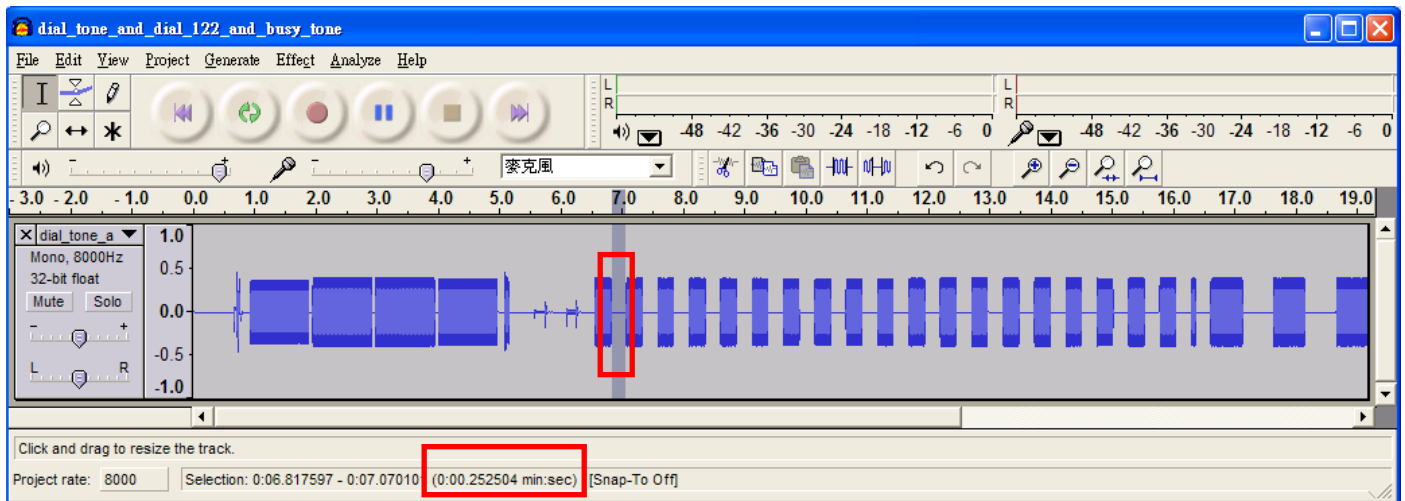 dial_tone_and_dial_122_and_busy_tone
File Edit View Project Generate Effect Analyze Help
L
R
-48 -42 -36 -30 -24 -18 -12 -6 0
L
R
-48 -42 -36 -30 -24 -18 -12 -6 0
- + - + 麥克風
- 3.0 - 2.0 - 1.0 0.0 1.0 2.0 3.0 4.0 5.0 6.0 7.0 8.0 9.0 10.0 11.0 12.0 13.0 14.0 15.0 16.0 17.0 18.0 19.0
dial_tone_a
Mono, 8000Hz
32-bit float
Mute Solo
- +
L R
1.0
0.5
0.0
-0.5
-1.0
Click and drag to resize the track.
Project rate: 8000 Selection: 0:06.817597 - 0:07.070101 (0:00.252504 min:sec) [Snap-To Off]